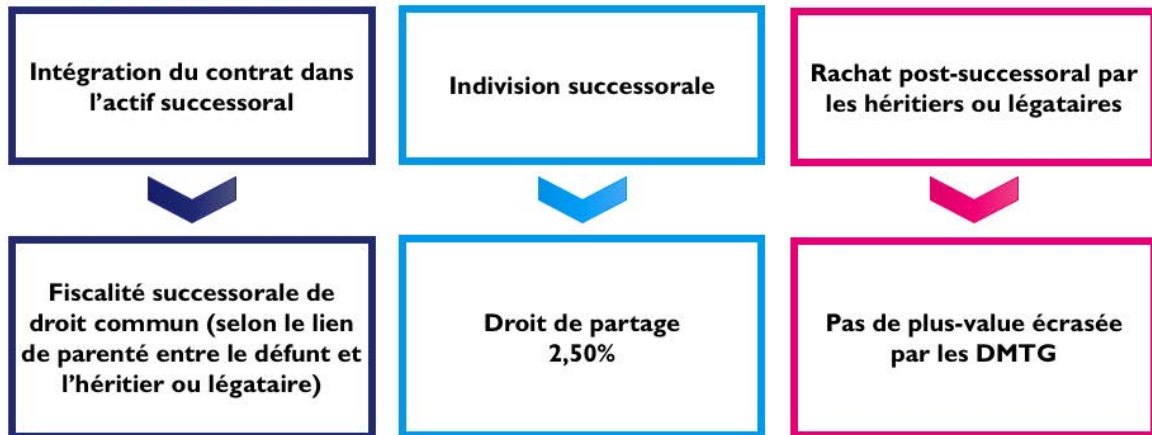 Intégration du contrat dans
l'actif successoral
Indivision successorale
Rachat post-successoral par
les héritiers ou légataires
Fiscalité successorale de
droit commun (selon le lien
de parenté entre le défunt et
l'héritier ou légataire)
Droit de partage
2,50%
Pas de plus-value écrasée
par les DMTG